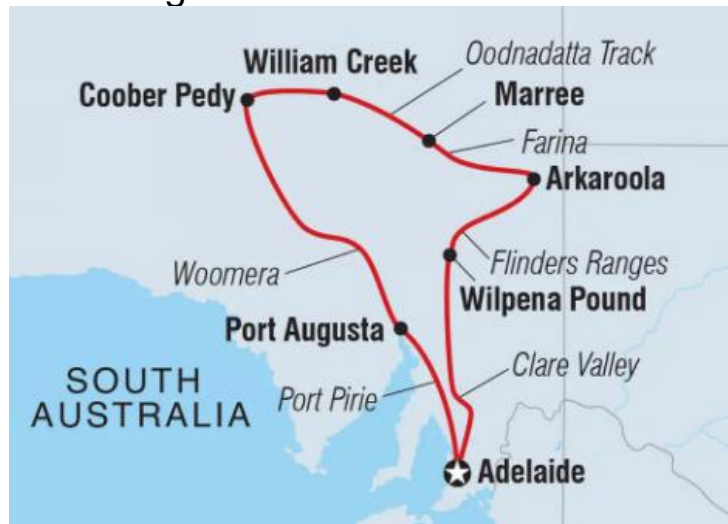 William Creek
Oodnadatta Track
Coober Pedy
Marree
Farina
Arkaroola
Woomera
Flinders Ranges
Wilpena Pound
Port Augusta
Clare Valley
SOUTH
AUSTRALIA
Port Pirie
Adelaide